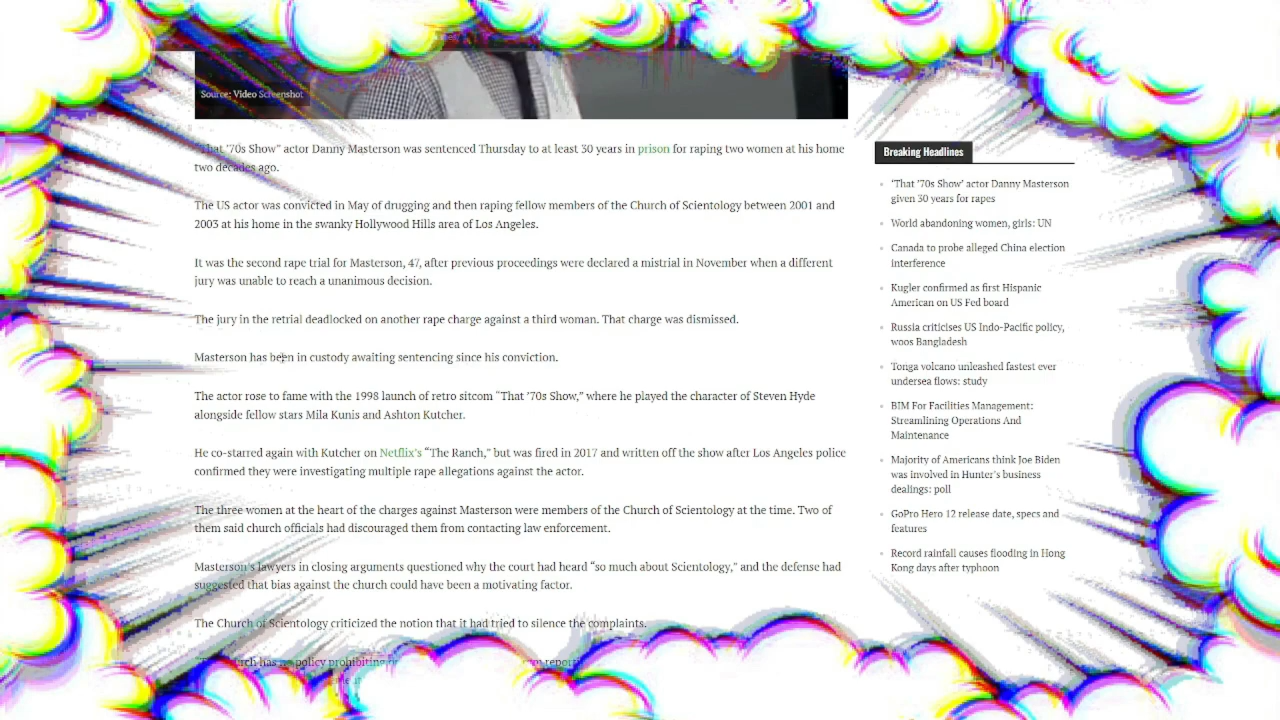 Source: Video Screenshot
"That '70s Show" actor Danny Masterson was sentenced Thursday to at least 30 years in prison for raping two women at his home
two decades ago.
The US actor was convicted in May of drugging and then raping fellow members of the Church of Scientology between 2001 and
2003 at his home in the swanky Hollywood Hills area of Los Angeles.
It was the second rape trial for Masterson, 47, after previous proceedings were declared a mistrial in November when a different
jury was unable to reach a unanimous decision.
The jury in the retrial deadlocked on another rape charge against a third woman. That charge was dismissed.
Masterson has been in custody awaiting sentencing since his conviction.
The actor rose to fame with the 1998 launch of retro sitcom "That '70s Show," where he played the character of Steven Hyde
alongside fellow stars Mila Kunis and Ashton Kutcher.
He co-starred again with Kutcher on Netflix's "The Ranch," but was fired in 2017 and written off the show after Los Angeles police
confirmed they were investigating multiple rape allegations against the actor.
The three women at the heart of the charges against Masterson were members of the Church of Scientology at the time. Two of
them said church officials had discouraged them from contacting law enforcement.
Masterson's lawyers in closing arguments questioned why the court had heard "so much about Scientology," and the defense had
suggested that bias against the church could have been a motivating factor.
The Church of Scientology criticized the notion that it had tried to silence the complaints.
has no policy prohibiting
Breaking Headlines
'That '70s Show' actor Danny Masterson
given 30 years for rapes
World abandoning women, girls: UN
Canada to probe alleged China election
interference
Kugler confirmed as first Hispanic
American on US Fed board
Russia criticises US Indo-Pacific policy,
woos Bangladesh
Tonga volcano unleashed fastest ever
undersea flows: study
BIM For Facilities Management:
Streamlining Operations And
Maintenance
Majority of Americans think Joe Biden
was involved in Hunter's business
dealings: poll
GoPro Hero 12 release date, specs and
features
Record rainfall causes flooding in Hong
Kong days after typhoon